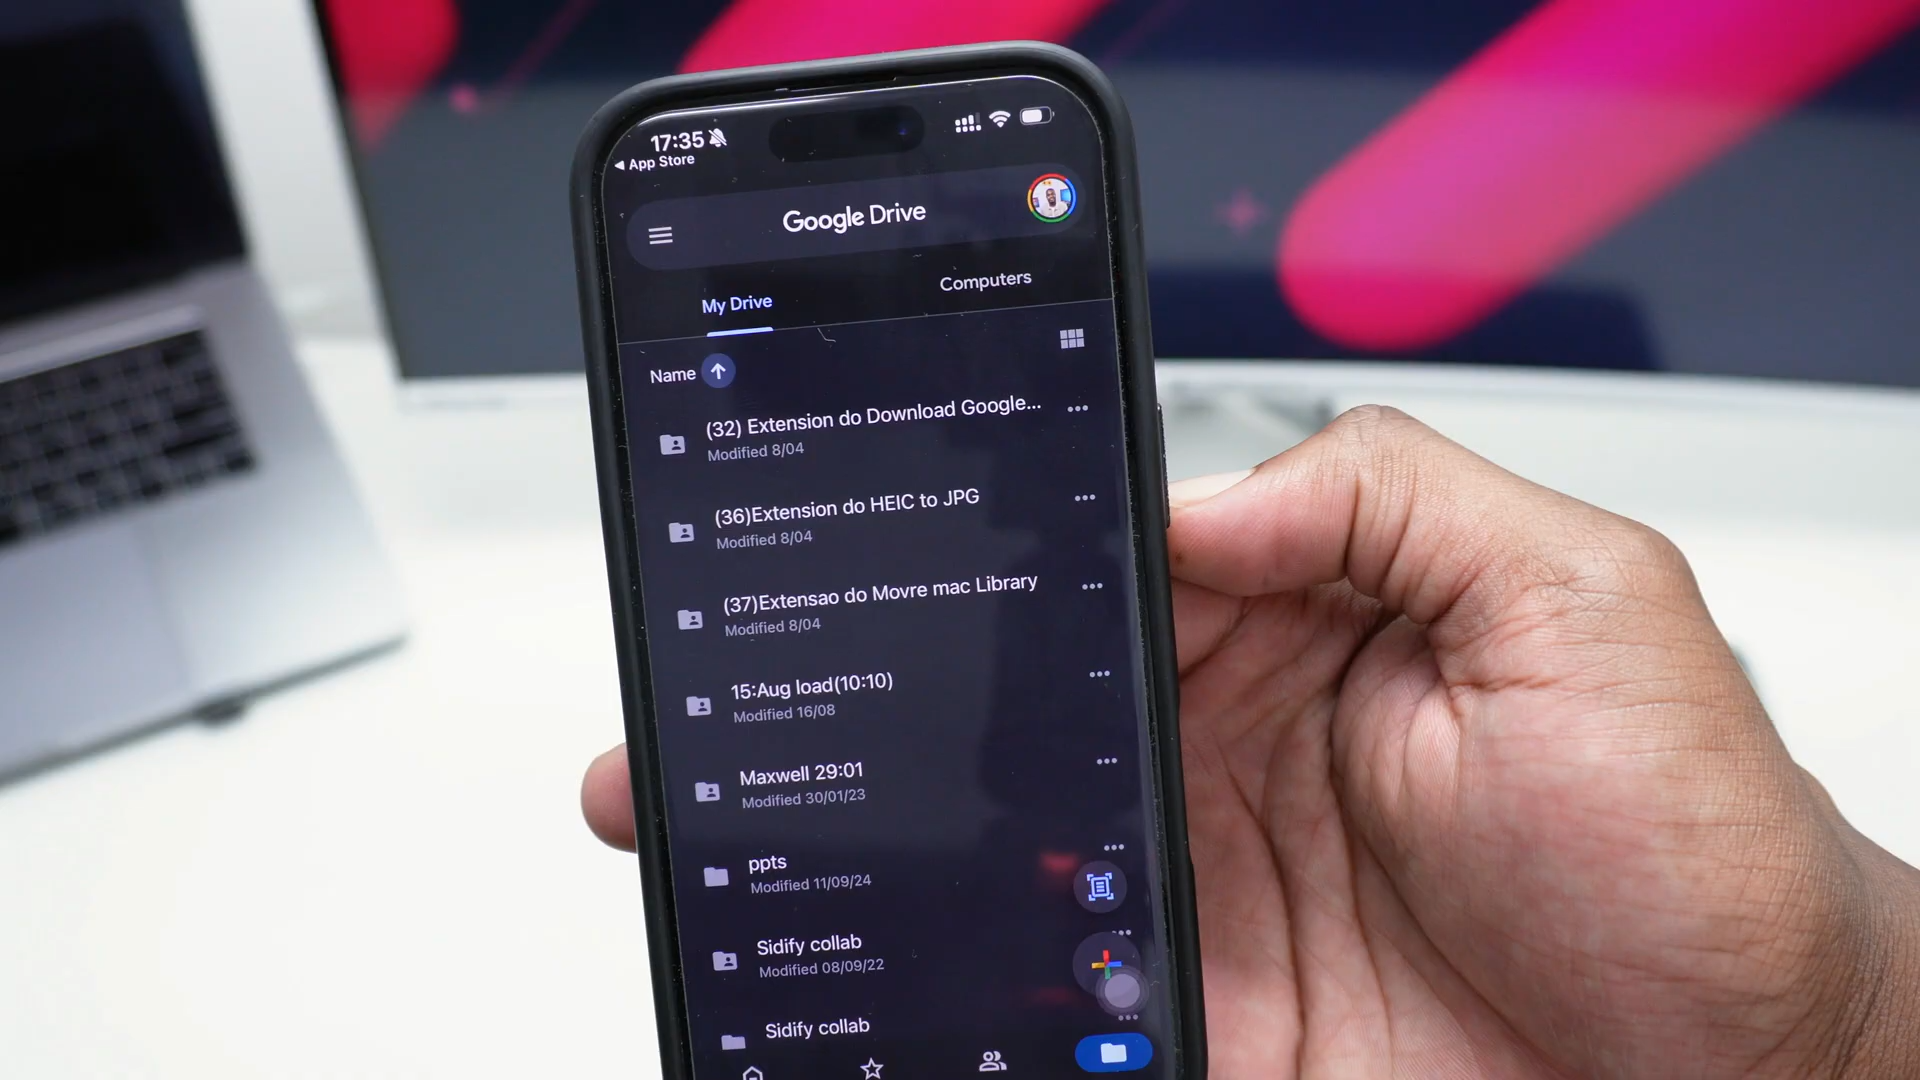 17:35
◀ App Store
Google Drive
My Drive
Computers
Name
(32) Extension do Download Google...
Modified 8/04
(36)Extension do HEIC to JPG
Modified 8/04
(37)Extensao do Movre mac Library
Modified 8/04
15:Aug load(10:10)
Modified 16/08
Maxwell 29:01
Modified 30/01/23
ppts
Modified 11/09/24
Sidify collab
Modified 08/09/22
Sidify collab